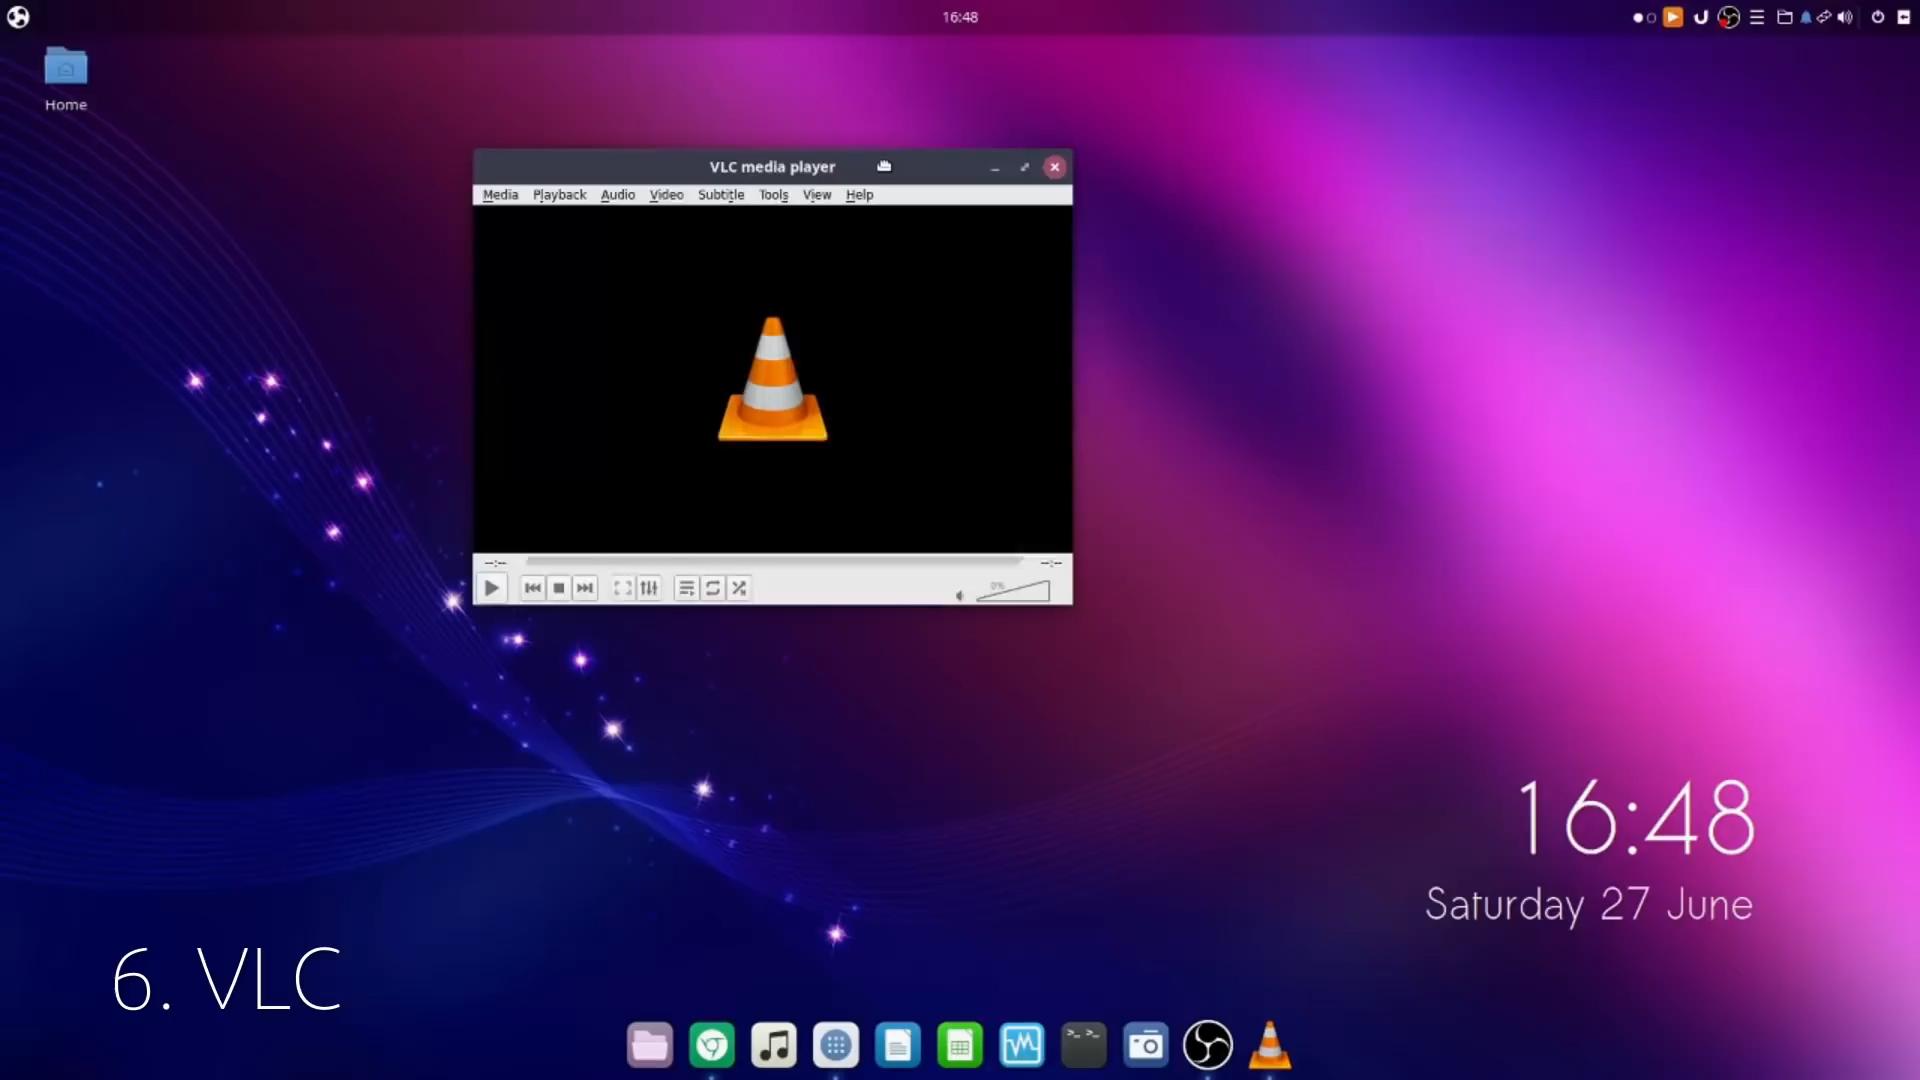 16:48
Home
VLC media player
Media Playback Audio Video Subtitle Tools View Help
--:-- --:--
0%
16:48
Saturday 27 June
6. VLC
>_ >_